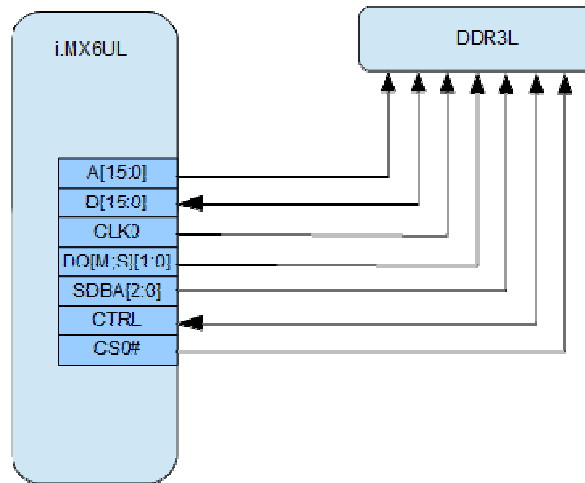 i.MX6UL
DDR3L
A[15:0]
D[15:0]
CLK0
DQ[M;S][1:0]
SDBA[2:0]
CTRL
CS0#